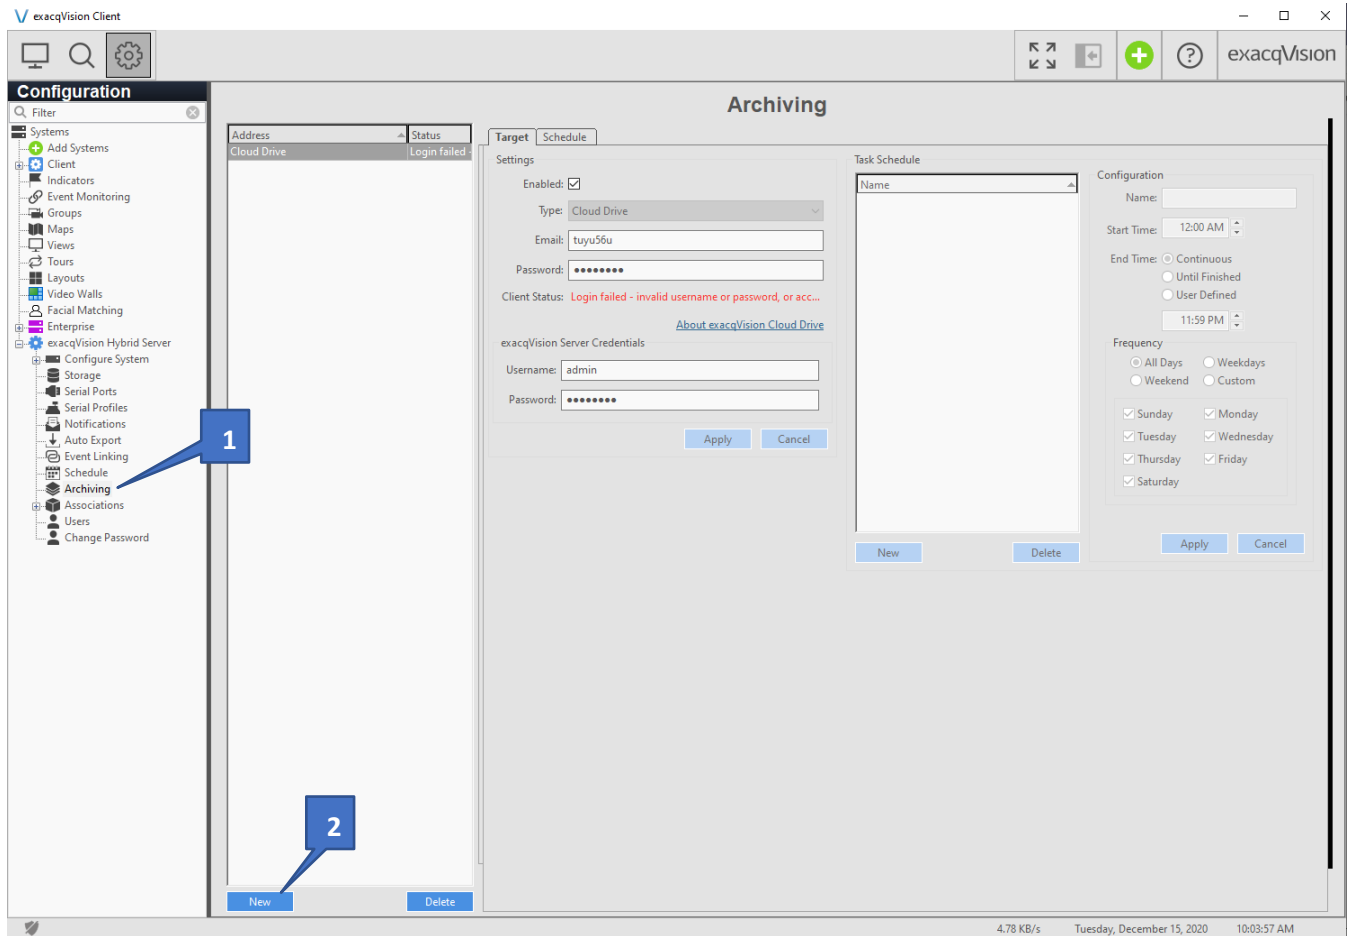 exacqVision Client
exacqVision
Configuration
Filter
Systems
Add Systems
Client
Indicators
Event Monitoring
Groups
Maps
Views
Tours
Layouts
Video Walls
Facial Matching
Enterprise
exacqVision Hybrid Server
Configure System
Storage
Serial Ports
Serial Profiles
Notifications
Auto Export
Event Linking
Schedule
Archiving
Associations
Users
Change Password
1
Archiving
Address Status
Cloud Drive Login failed -
2
New Delete
Target Schedule
Settings
Enabled:
Type: Cloud Drive
Email: tuyu56u
Password: ●●●●●●●●
Client Status: Login failed - invalid username or password, or acc...
About exacqVision Cloud Drive
exacqVision Server Credentials
Username: admin
Password: ●●●●●●●●
Apply Cancel
Task Schedule
Name
New Delete
Configuration
Name:
Start Time: 12:00 AM
End Time: Continuous
Until Finished
User Defined
11:59 PM
Frequency
All Days Weekdays
Weekend Custom
Sunday Monday
Tuesday Wednesday
Thursday Friday
Saturday
Apply Cancel
4.78 KB/s Tuesday, December 15, 2020 10:03:57 AM